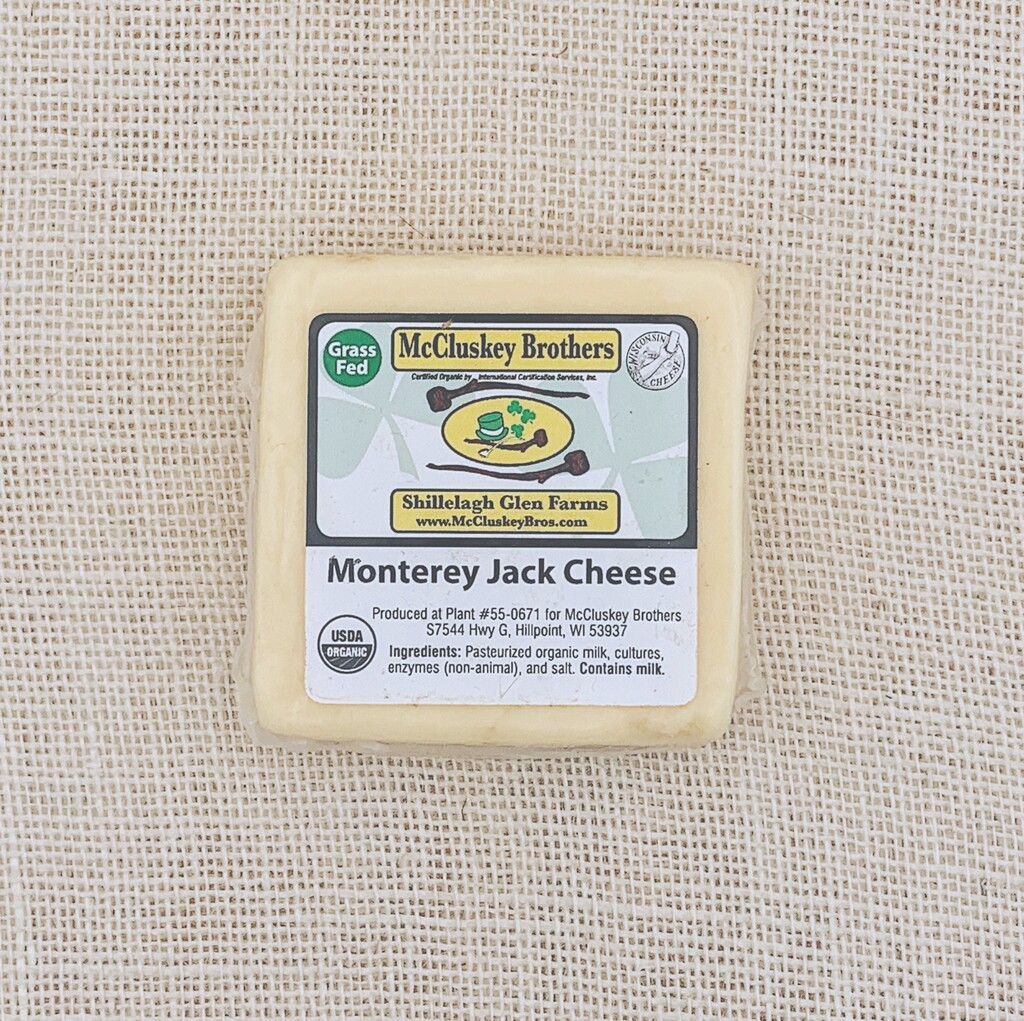 Grass
Fed
McCluskey Brothers
WISCONSIN
CHEESE
Certified Organic by International Certification Services, Inc.
Shillelagh Glen Farms
www.McCluskeyBros.com
Monterey Jack Cheese
Produced at Plant #55-0671 for McCluskey Brothers
S7544 Hwy G, Hillpoint, WI 53937
USDA
ORGANIC
Ingredients: Pasteurized organic milk, cultures,
enzymes (non-animal), and salt. Contains milk.